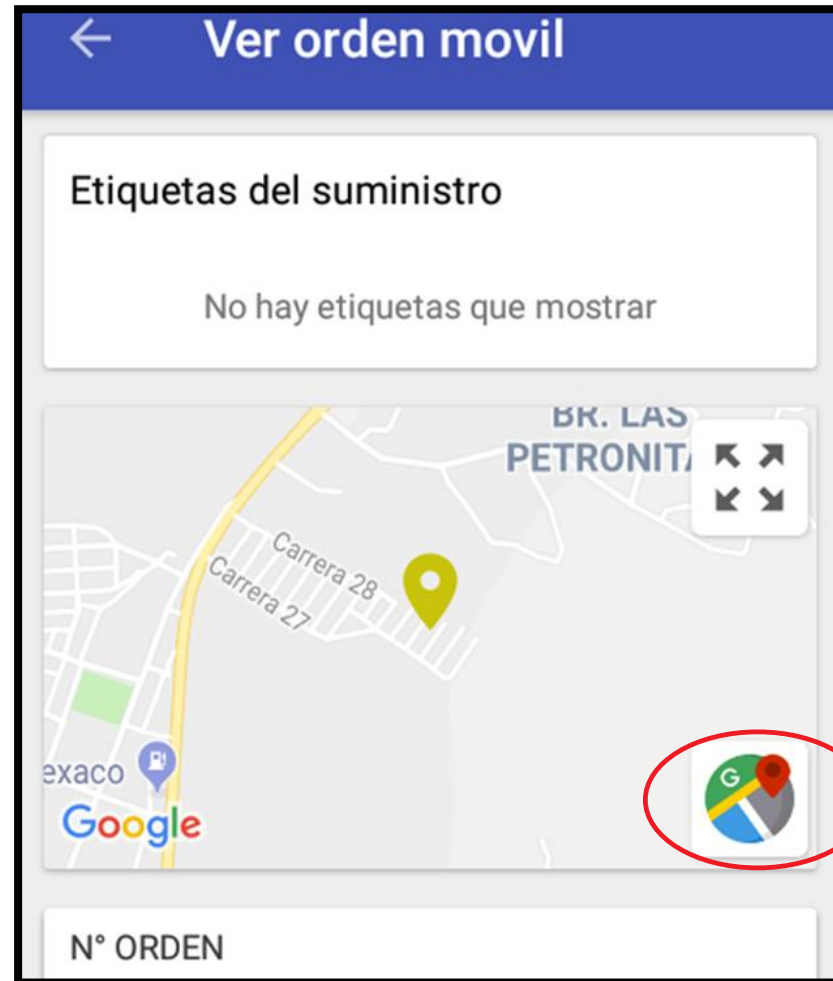 Ver orden movil
Etiquetas del suministro
No hay etiquetas que mostrar
BR. LAS
PETRONITA
Carrera 28
Carrera 27
exaco
Google
G
N° ORDEN